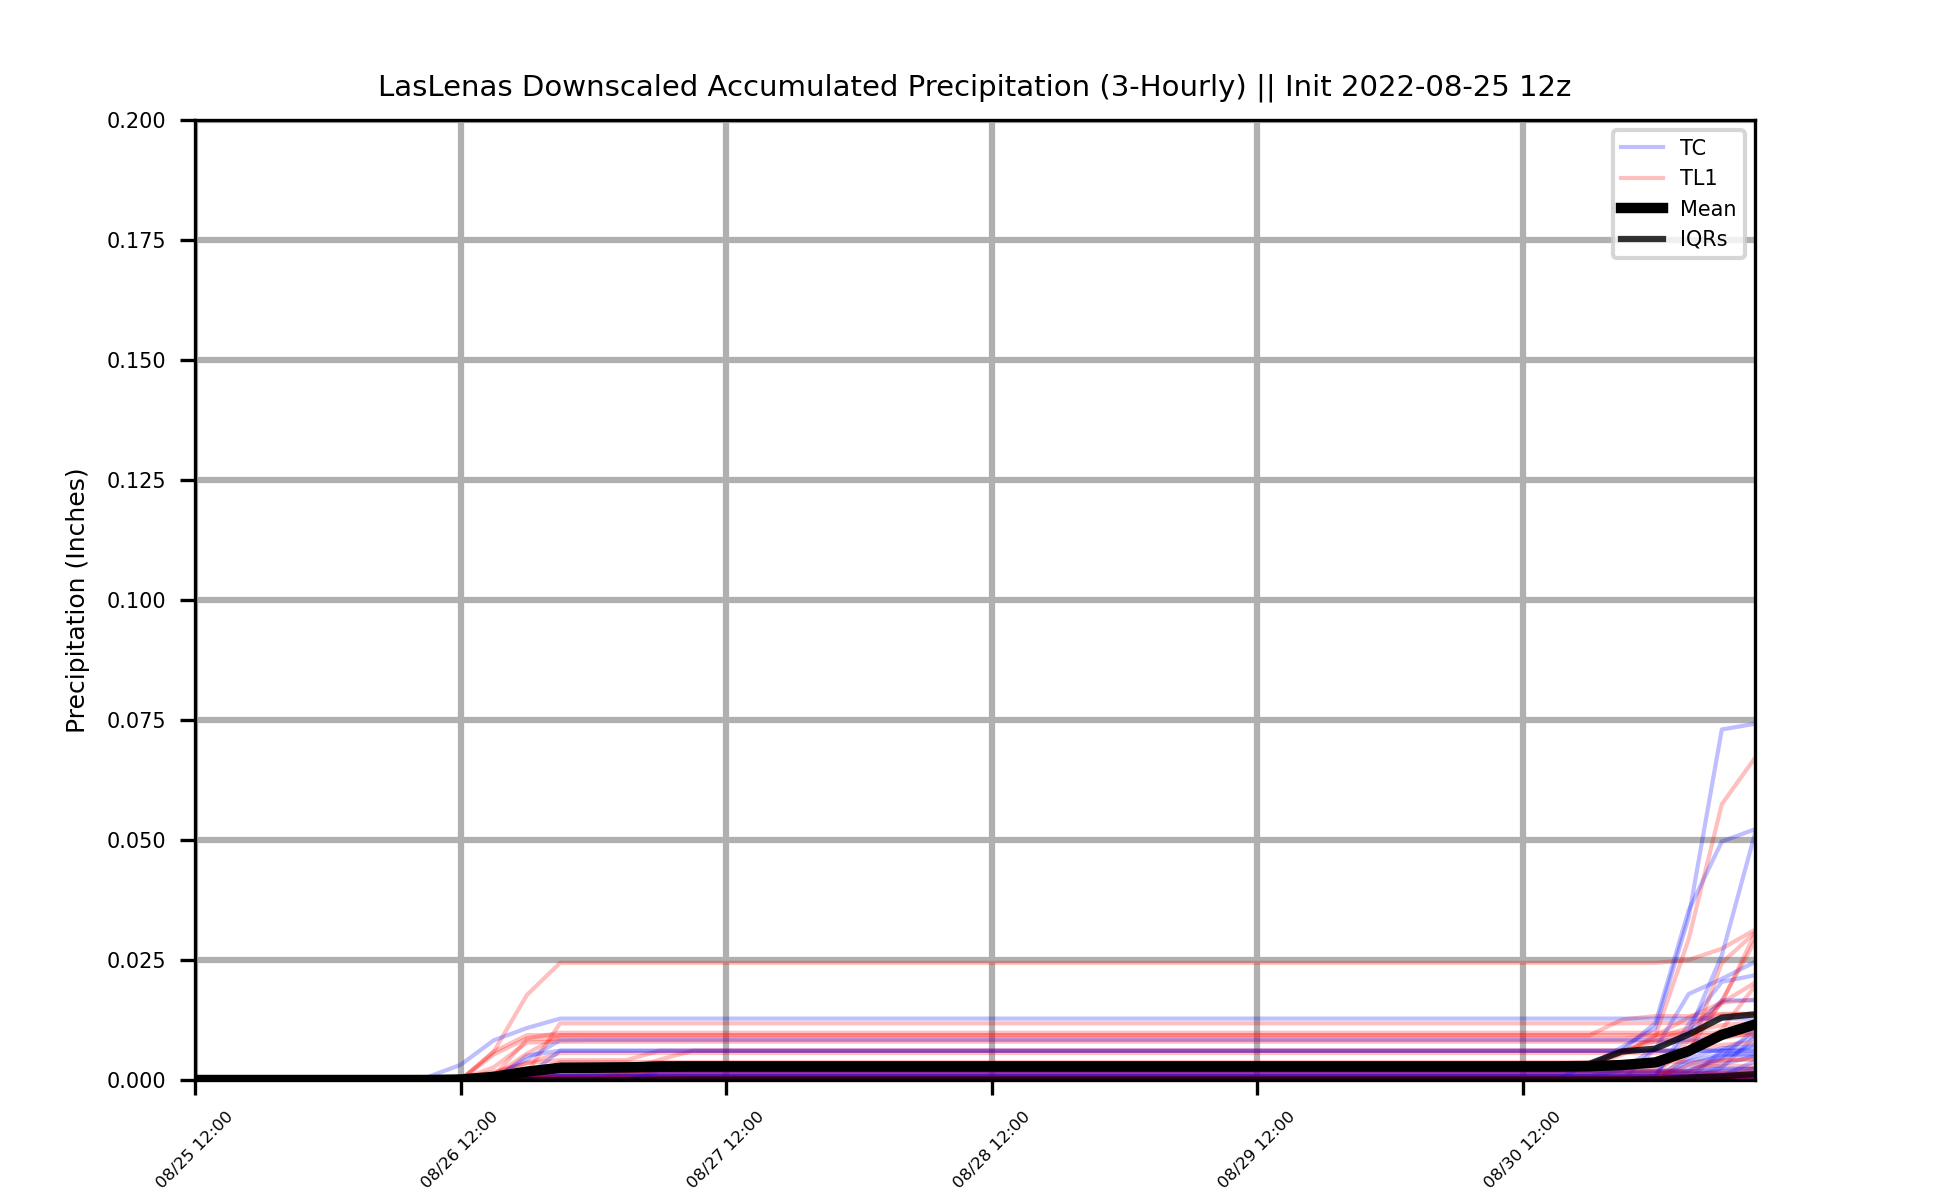 LasLenas Downscaled Accumulated Precipitation (3-Hourly) || Init 2022-08-25 12z
Precipitation (Inches)
0.200
0.175
0.150
0.125
0.100
0.075
0.050
0.025
0.000
TC
TL1
Mean
IQRs
08/25 12:00
08/26 12:00
08/27 12:00
08/28 12:00
08/29 12:00
08/30 12:00